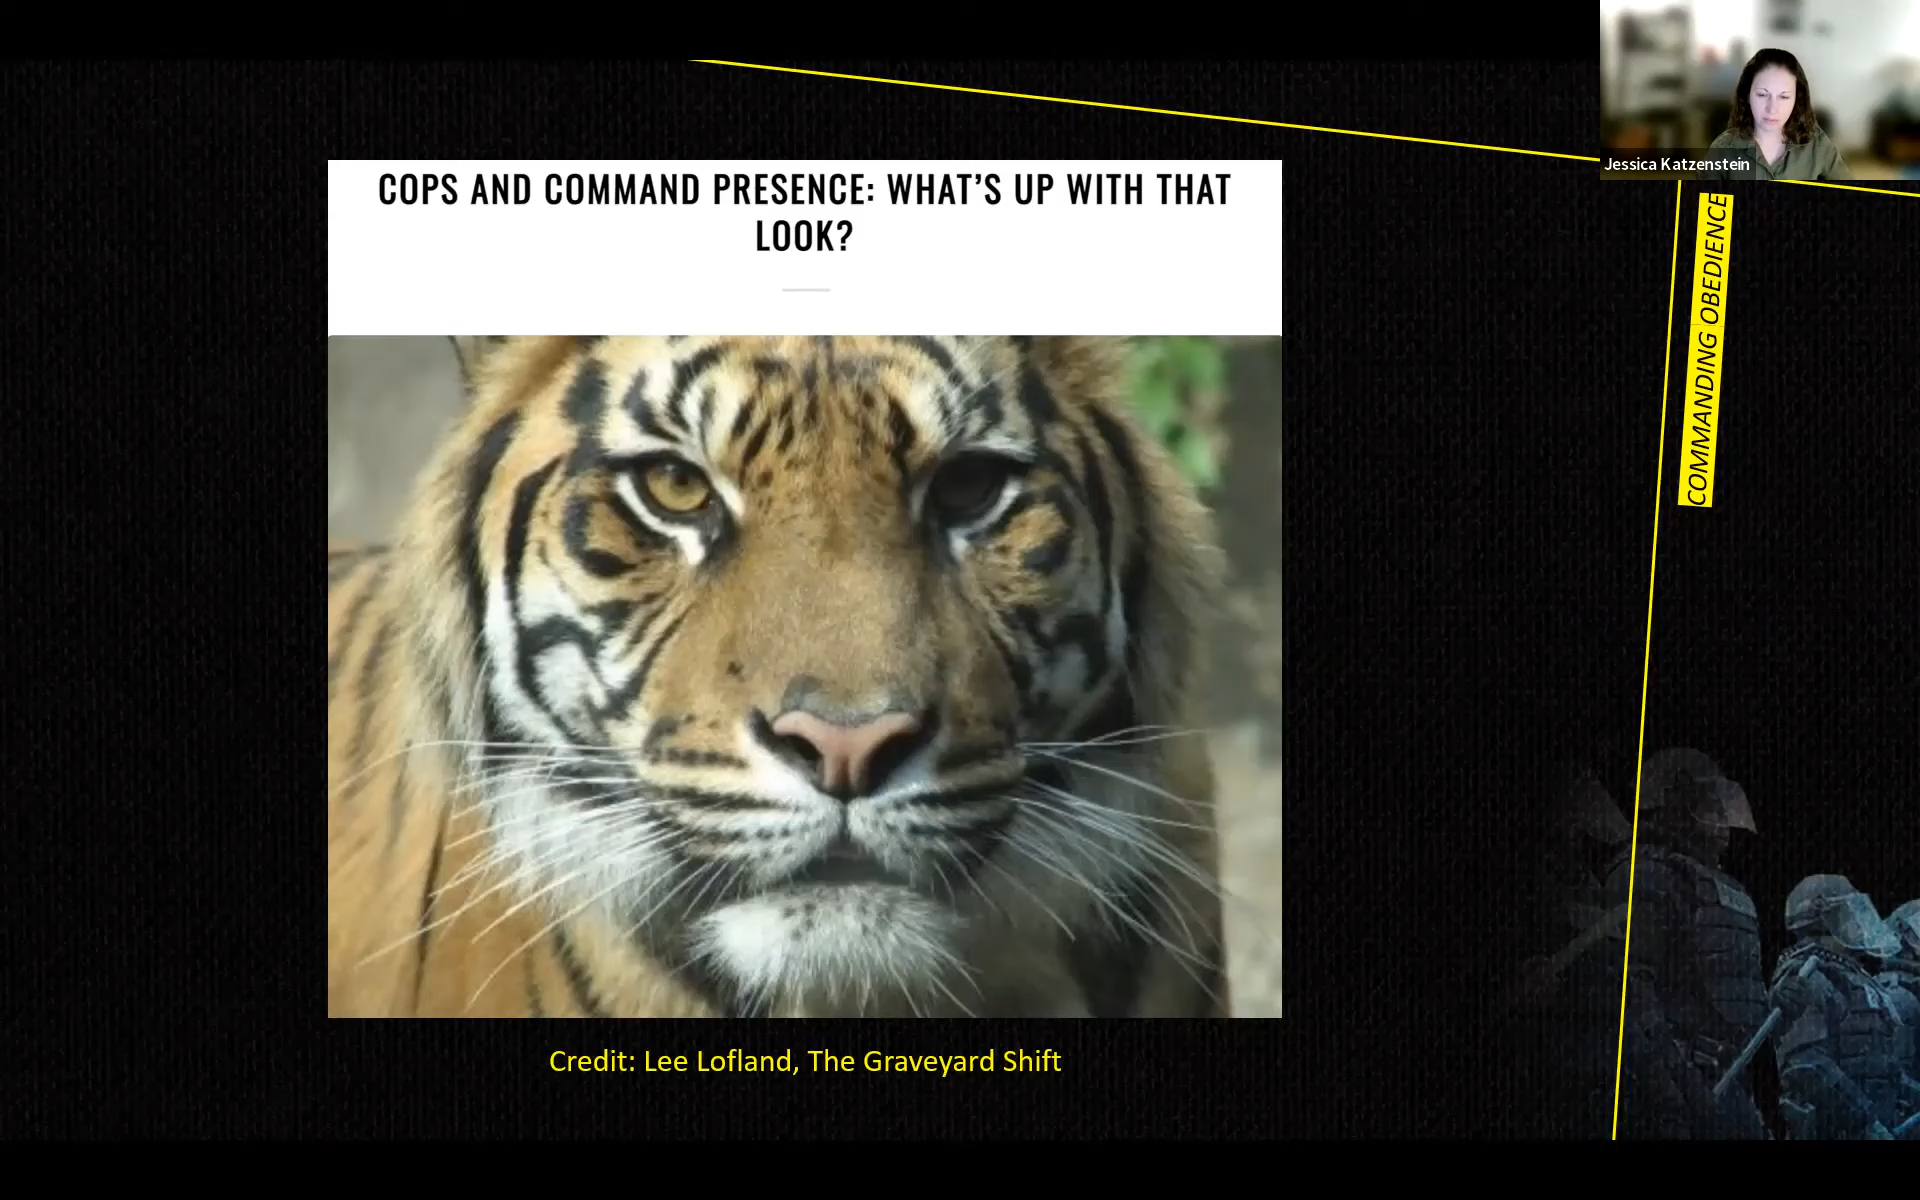 COPS AND COMMAND PRESENCE: WHAT'S UP WITH THAT
LOOK?
Jessica Katzenstein
COMMANDING OBEDIENCE
Credit: Lee Lofland, The Graveyard Shift